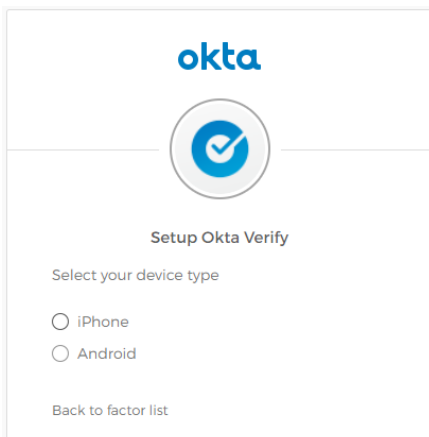 okta
Setup Okta Verify
Select your device type
iPhone
Android
Back to factor list